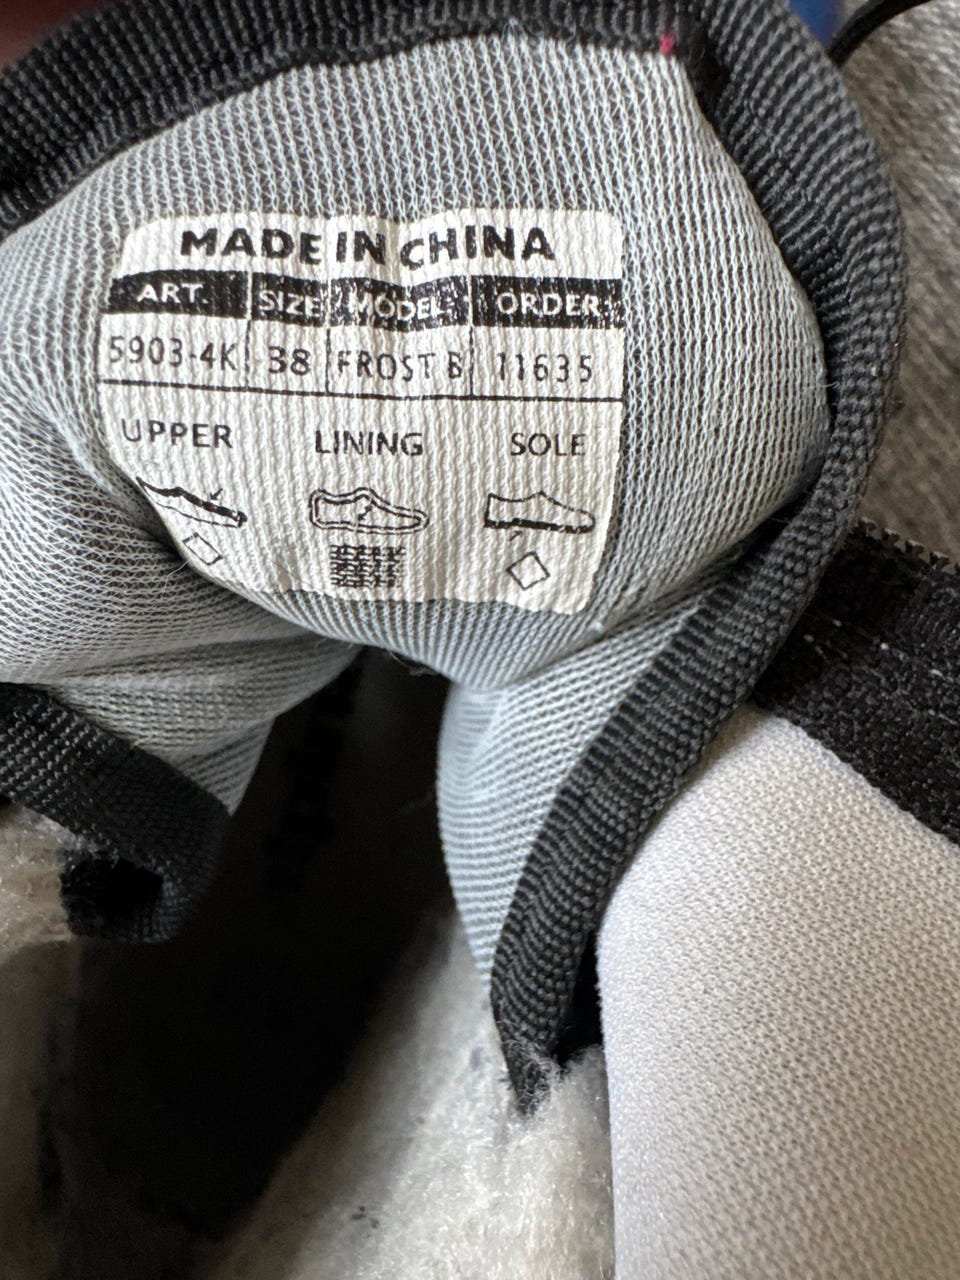 MADE IN CHINA
ART. SIZE MODEL ORDER
5903-4K 38 FROST B 11635
UPPER LINING SOLE